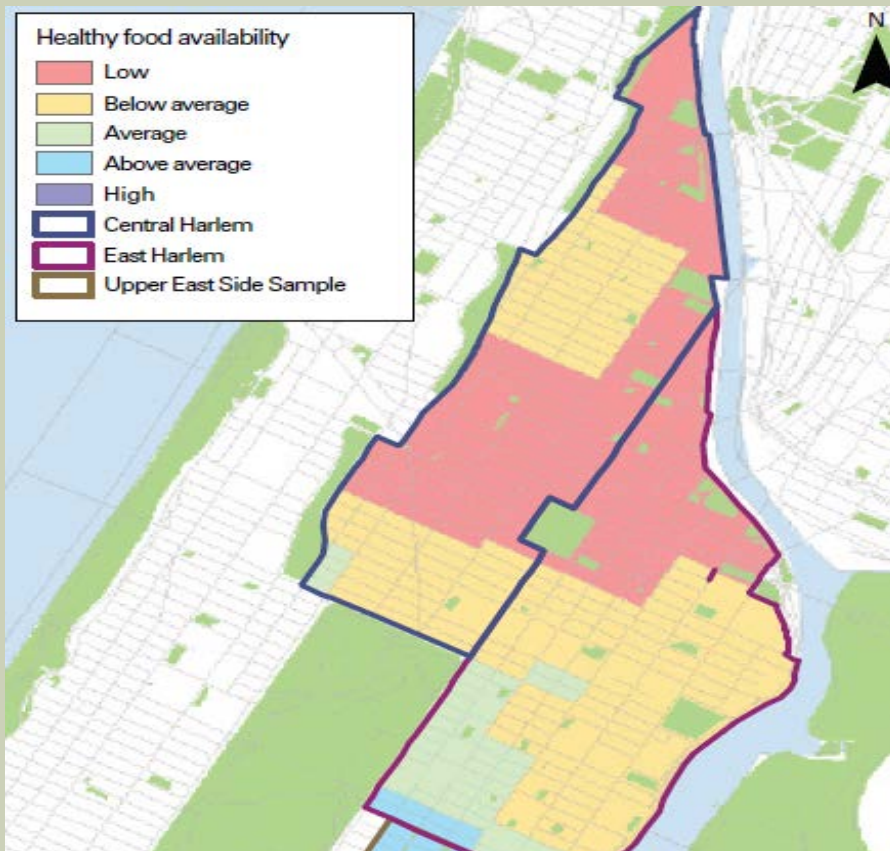 Healthy food availability
Low
Below average
Average
Above average
High
Central Harlem
East Harlem
Upper East Side Sample
N